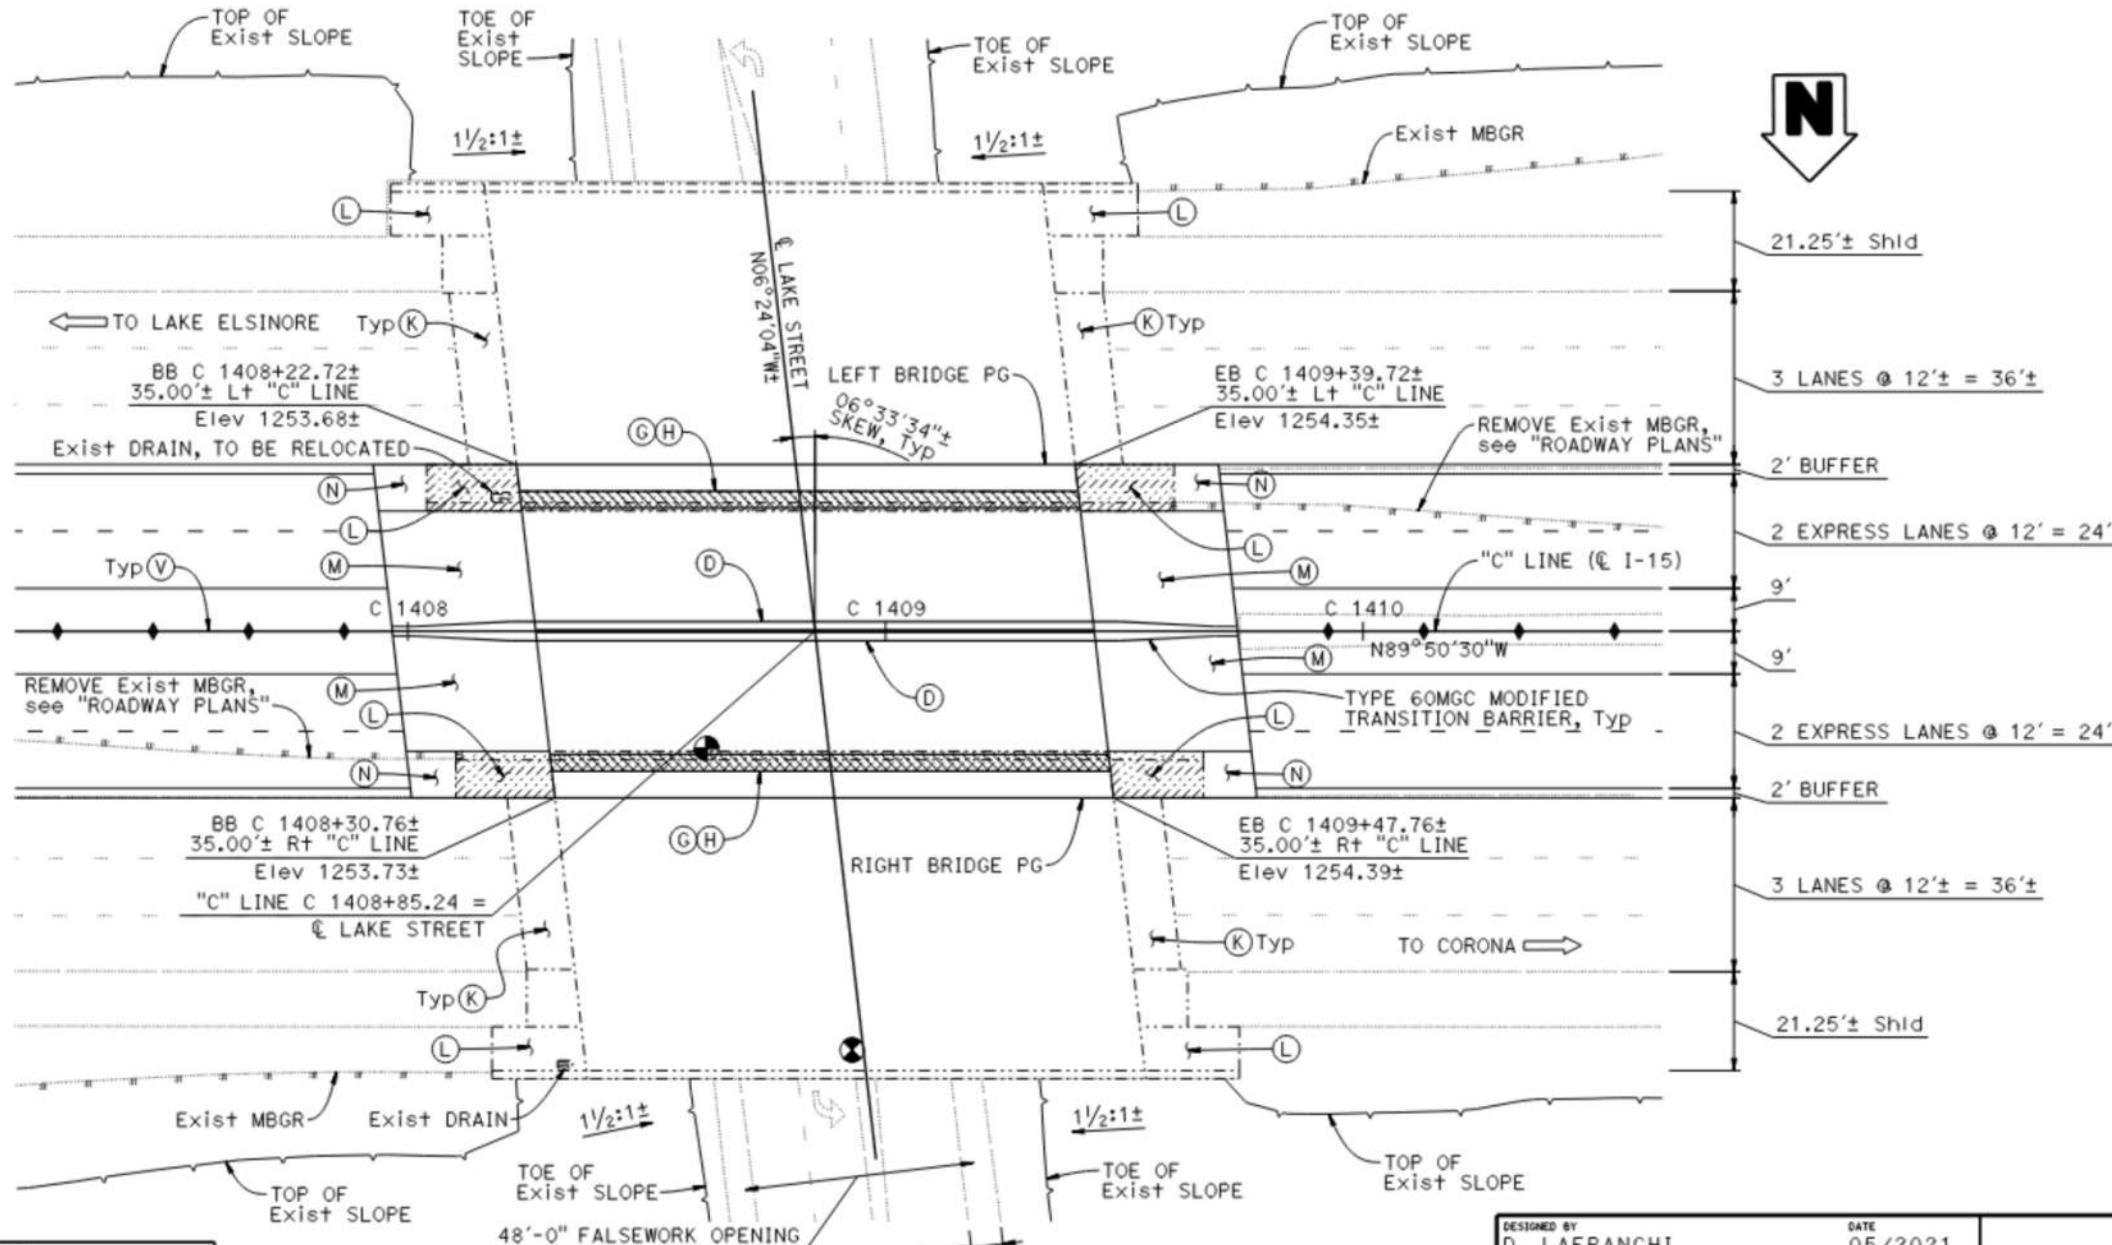 TOP OF
Exist SLOPE
TOE OF
Exist
SLOPE
TOE OF
Exist SLOPE
TOP OF
Exist SLOPE
N
1½:1±
1½:1±
Exist MBGR
L
L
21.25'± Shld
℄ LAKE STREET
N06°24'04"W±
TO LAKE ELSINORE
Typ K
K Typ
BB C 1408+22.72±
35.00'± Lt "C" LINE
Elev 1253.68±
LEFT BRIDGE PG
EB C 1409+39.72±
35.00'± Lt "C" LINE
Elev 1254.35±
3 LANES @ 12'± = 36'±
06°33'34"±
SKEW, Typ
G H
Exist DRAIN, TO BE RELOCATED
REMOVE Exist MBGR,
see "ROADWAY PLANS"
2' BUFFER
N
N
L
L
2 EXPRESS LANES @ 12' = 24'
Typ V
M
D
M
"C" LINE (℄ I-15)
9'
C 1408
C 1409
C 1410
N89°50'30"W
9'
M
REMOVE Exist MBGR,
see "ROADWAY PLANS"
M
D
TYPE 60MGC MODIFIED
TRANSITION BARRIER, Typ
L
L
2 EXPRESS LANES @ 12' = 24'
N
N
2' BUFFER
BB C 1408+30.76±
35.00'± Rt "C" LINE
Elev 1253.73±
G H
RIGHT BRIDGE PG
EB C 1409+47.76±
35.00'± Rt "C" LINE
Elev 1254.39±
"C" LINE C 1408+85.24 =
℄ LAKE STREET
3 LANES @ 12'± = 36'±
K Typ
TO CORONA
Typ K
21.25'± Shld
L
L
Exist MBGR
Exist DRAIN
1½:1±
1½:1±
TOP OF
Exist SLOPE
TOE OF
Exist SLOPE
TOE OF
Exist SLOPE
TOP OF
Exist SLOPE
48'-0" FALSEWORK OPENING
DESIGNED BY
DATE
D. LAFRANCHI
05/2021